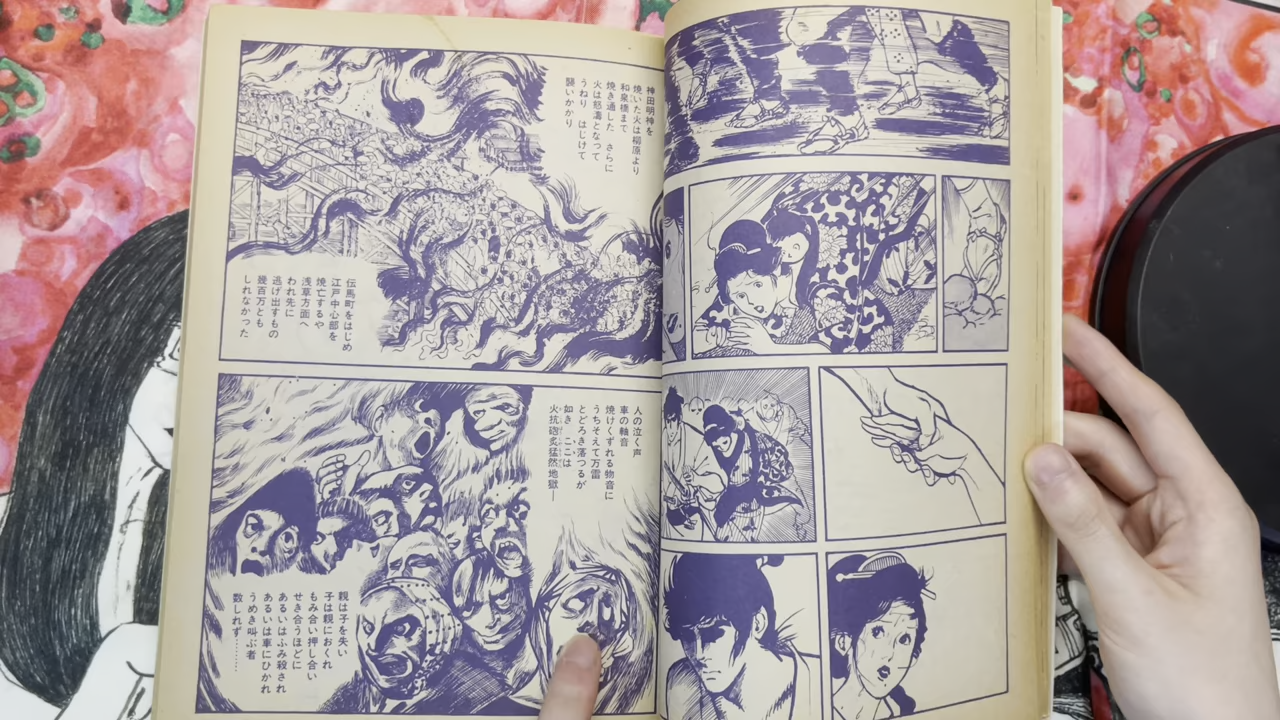 神田明神を
焼いた火は柳原より
和泉橋まで
焼き通した さらに
火は怒濤となって
うねり はじけて
襲いかかり
伝馬町をはじめ
江戸中心部を
焼亡するや
浅草方面へ
われ先に
逃げ出すもの
幾百万とも
しれなかった
人の泣く声
車の軸音
焼けくずれる物音に
うちそえて万雷
とどろき落つるが
如き ここは
火抗砲炙猛然地獄―
親は子を失い
子は親におくれ
もみ合い押し合い
せき合うほどに
あるいはふみ殺され
あるいは車にひかれ
うめき叫ぶ者
数しれず………